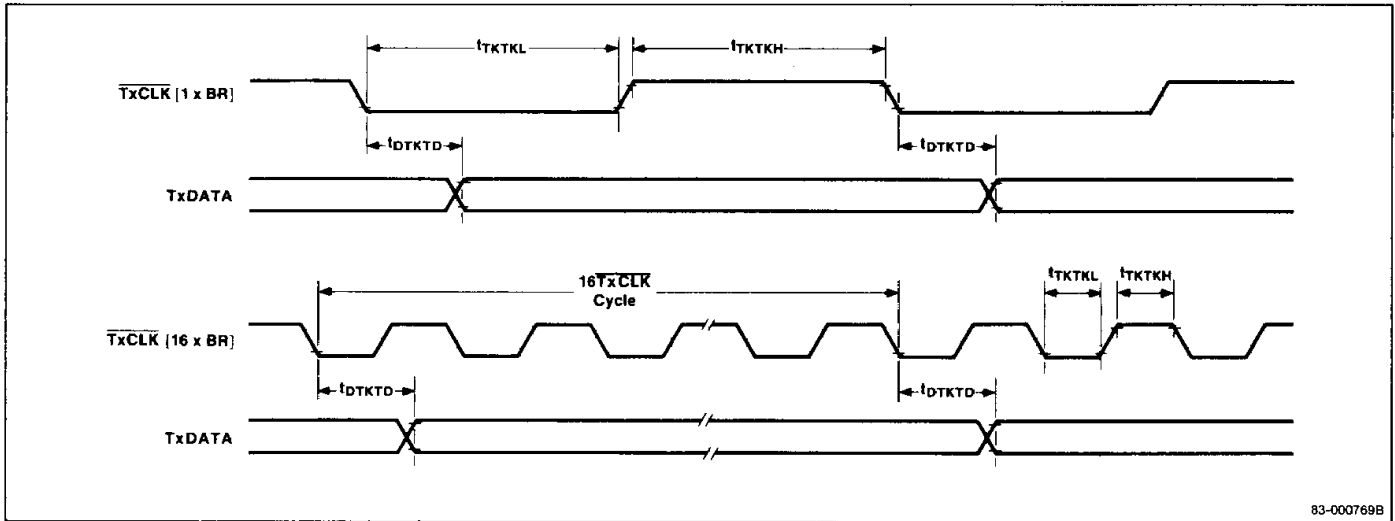 tTKTKL
tTKTKH
TxCLK [1 x BR]
tDTKTD
tDTKTD
TxDATA
16TxCLK
Cycle
tTKTKL
tTKTKH
TxCLK [16 x BR]
tDTKTD
tDTKTD
TxDATA
83-000769B